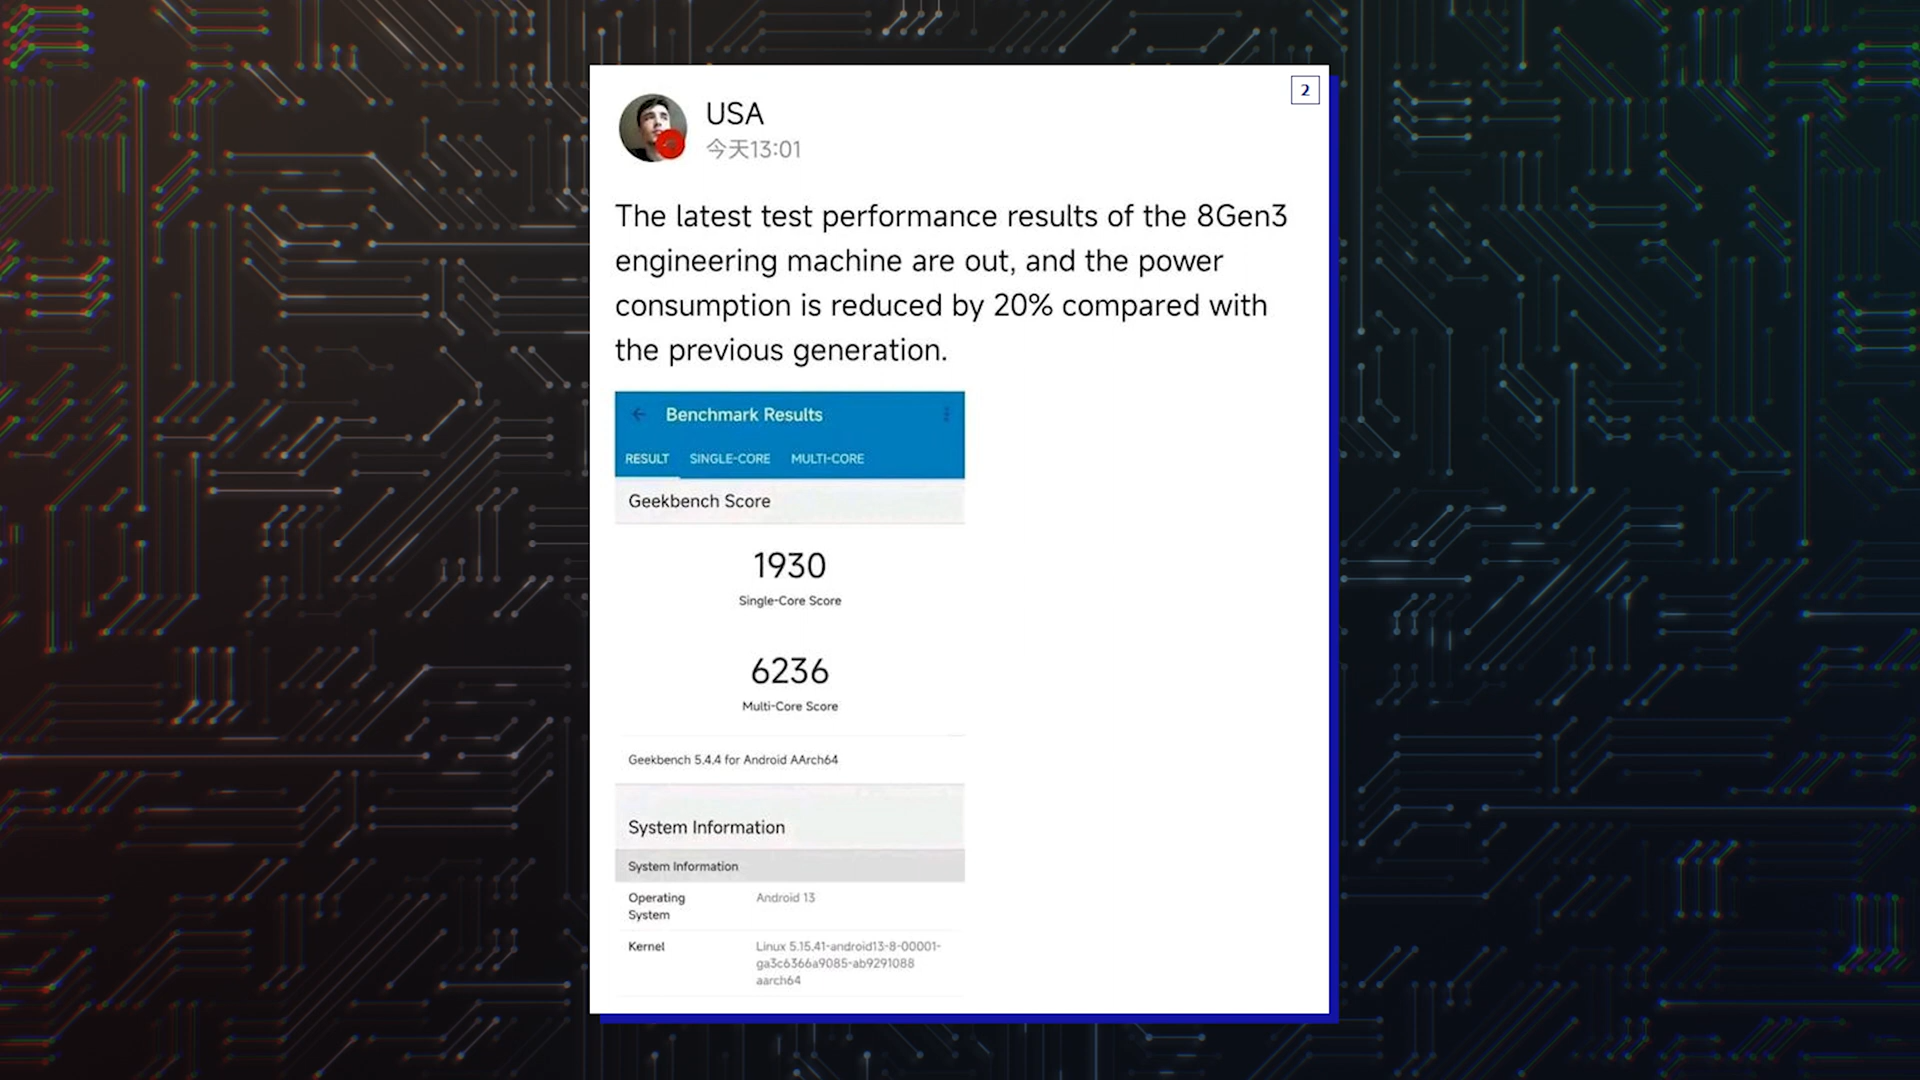 2
USA
今天13:01
The latest test performance results of the 8Gen3
engineering machine are out, and the power
consumption is reduced by 20% compared with
the previous generation.
Benchmark Results
RESULT SINGLE-CORE MULTI-CORE
Geekbench Score
1930
Single-Core Score
6236
Multi-Core Score
Geekbench 5.4.4 for Android AArch64
System Information
System Information
Operating System Android 13
Kernel Linux 5.15.41-android13-8-00001-
ga3c6366a9085-ab9291088
aarch64